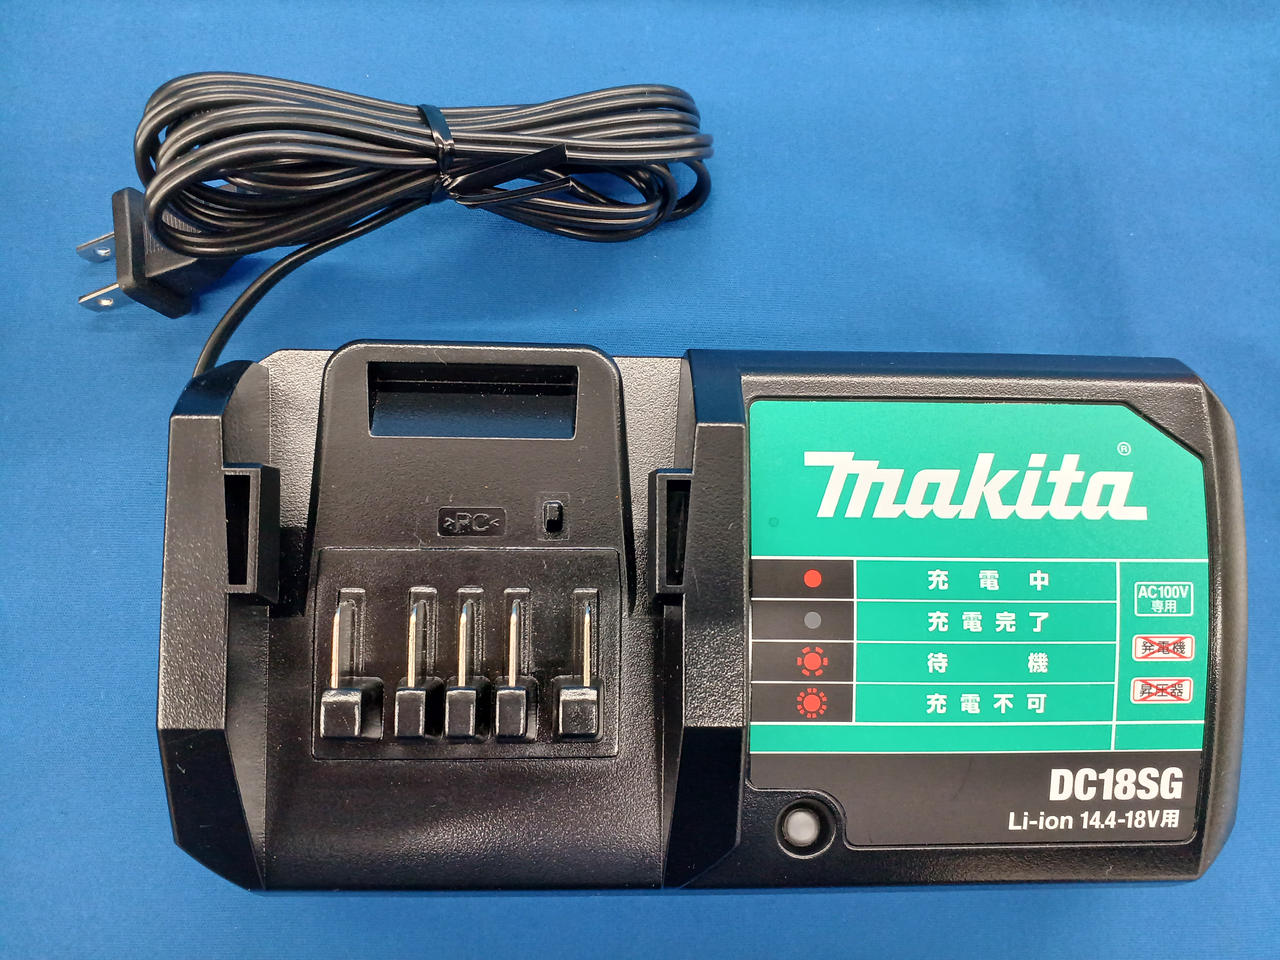 makita®
充電中
充電完了
待機
充電不可
AC100V
専用
発電機
昇圧器
DC18SG
Li-ion 14.4-18V用
>PC<